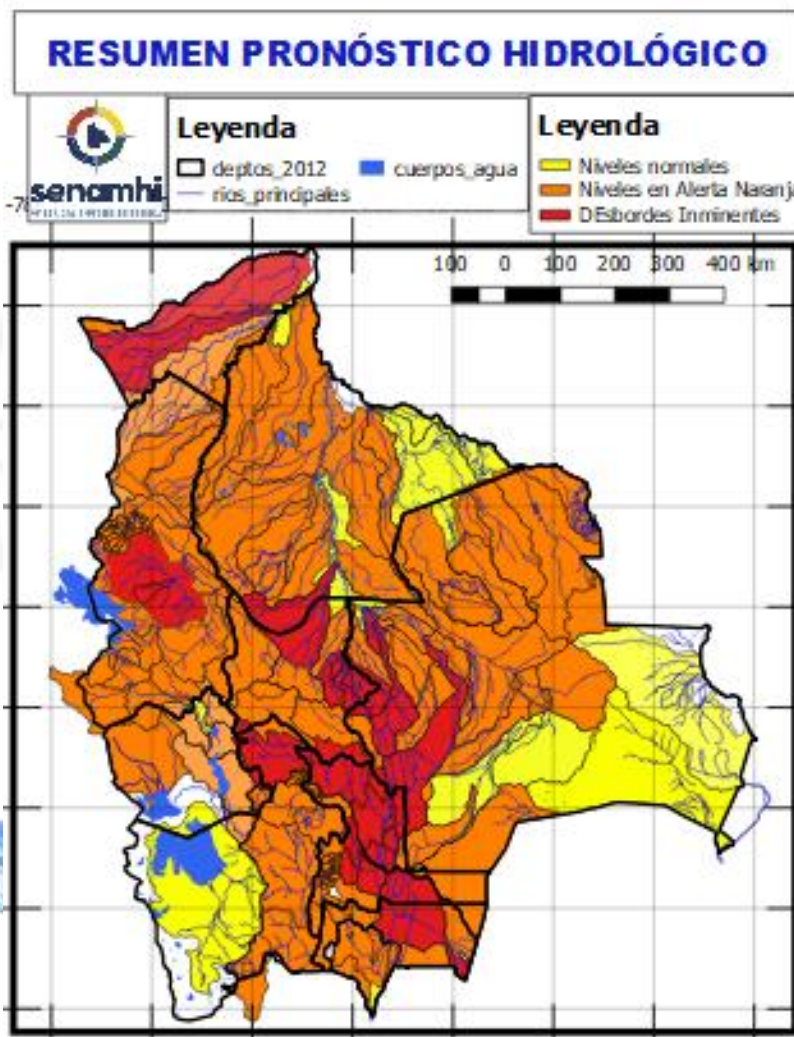 RESUMEN PRONÓSTICO HIDROLÓGICO
senamhi
Leyenda
deptos_2012
cuerpos_agua
rios_principales
Leyenda
Niveles normales
Niveles en Alerta Naranja
DEsbordes Inminentes
100 0 100 200 300 400 km